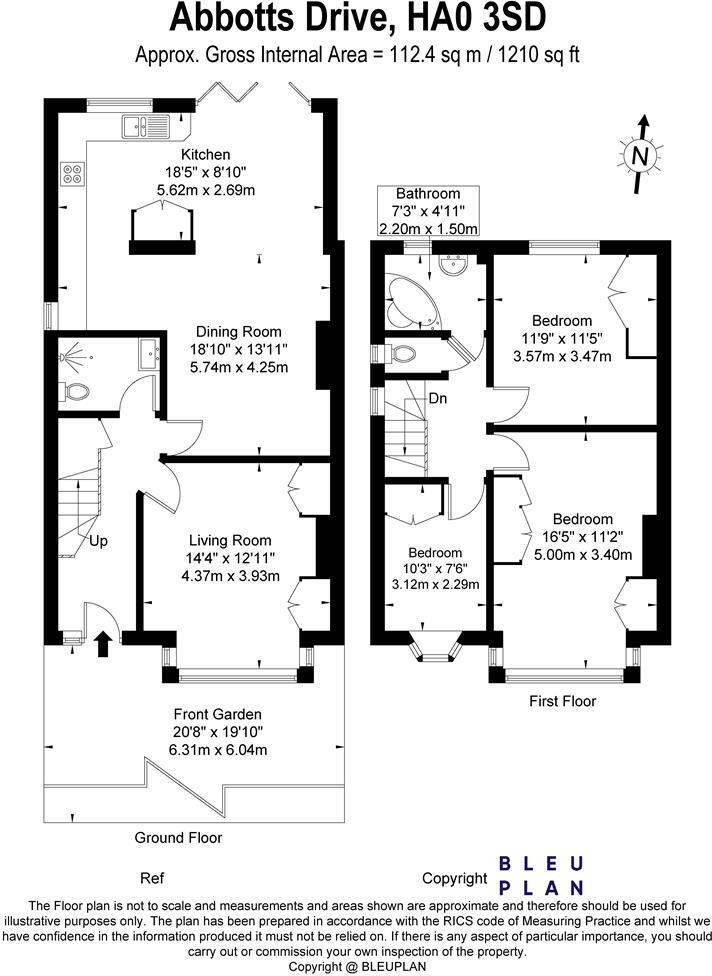 Abbotts Drive, HA0 3SD
Approx. Gross Internal Area = 112.4 sq m / 1210 sq ft
N
Kitchen
18'5" x 8'10"
5.62m x 2.69m
Bathroom
7'3" x 4'11"
2.20m x 1.50m
Dining Room
18'10" x 13'11"
5.74m x 4.25m
Bedroom
11'9" x 11'5"
3.57m x 3.47m
Dn
Up
Living Room
14'4" x 12'11"
4.37m x 3.93m
Bedroom
10'3" x 7'6"
3.12m x 2.29m
Bedroom
16'5" x 11'2"
5.00m x 3.40m
First Floor
Front Garden
20'8" x 19'10"
6.31m x 6.04m
Ground Floor
Ref
Copyright
BLEU
PLAN
The Floor plan is not to scale and measurements and areas shown are approximate and therefore should be used for
illustrative purposes only. The plan has been prepared in accordance with the RICS code of Measuring Practice and whilst we
have confidence in the information produced it must not be relied on. If there is any aspect of particular importance, you should
carry out or commission your own inspection of the property.
Copyright @ BLEUPLAN